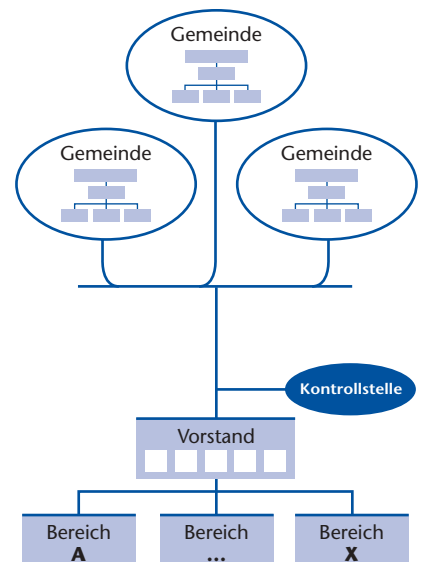 Gemeinde
Gemeinde
Gemeinde
Kontrollstelle
Vorstand
Bereich
A
Bereich
...
Bereich
X